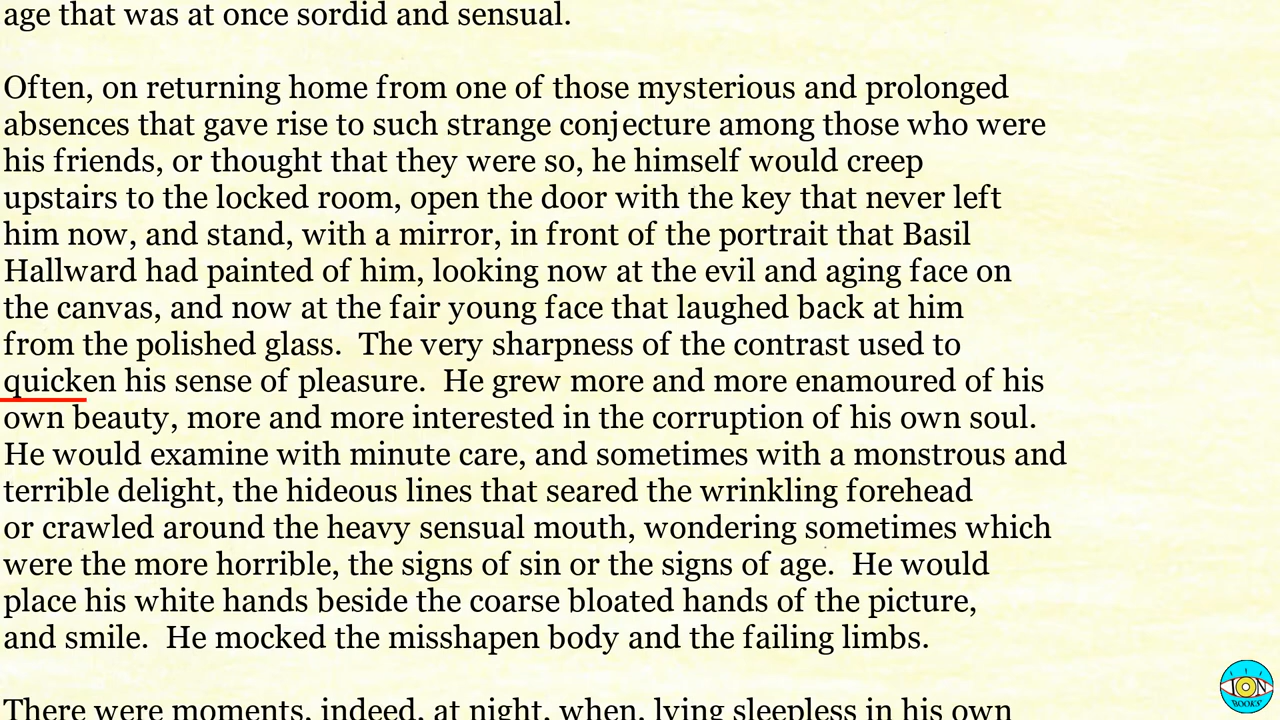 age that was at once sordid and sensual.
Often, on returning home from one of those mysterious and prolonged
absences that gave rise to such strange conjecture among those who were
his friends, or thought that they were so, he himself would creep
upstairs to the locked room, open the door with the key that never left
him now, and stand, with a mirror, in front of the portrait that Basil
Hallward had painted of him, looking now at the evil and aging face on
the canvas, and now at the fair young face that laughed back at him
from the polished glass.  The very sharpness of the contrast used to
quicken his sense of pleasure.  He grew more and more enamoured of his
own beauty, more and more interested in the corruption of his own soul.
He would examine with minute care, and sometimes with a monstrous and
terrible delight, the hideous lines that seared the wrinkling forehead
or crawled around the heavy sensual mouth, wondering sometimes which
were the more horrible, the signs of sin or the signs of age.  He would
place his white hands beside the coarse bloated hands of the picture,
and smile.  He mocked the misshapen body and the failing limbs.
There were moments, indeed, at night, when, lying sleepless in his own
ION
BOOKS